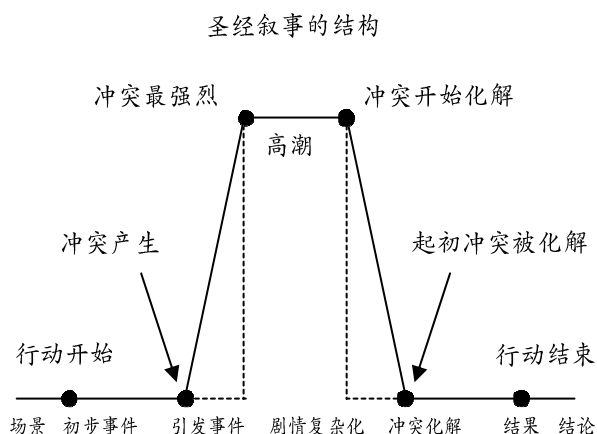 圣经叙事的结构
冲突最强烈
冲突开始化解
高潮
冲突产生
起初冲突被化解
行动开始
行动结束
场景 初步事件 引发事件 剧情复杂化 冲突化解 结果 结论